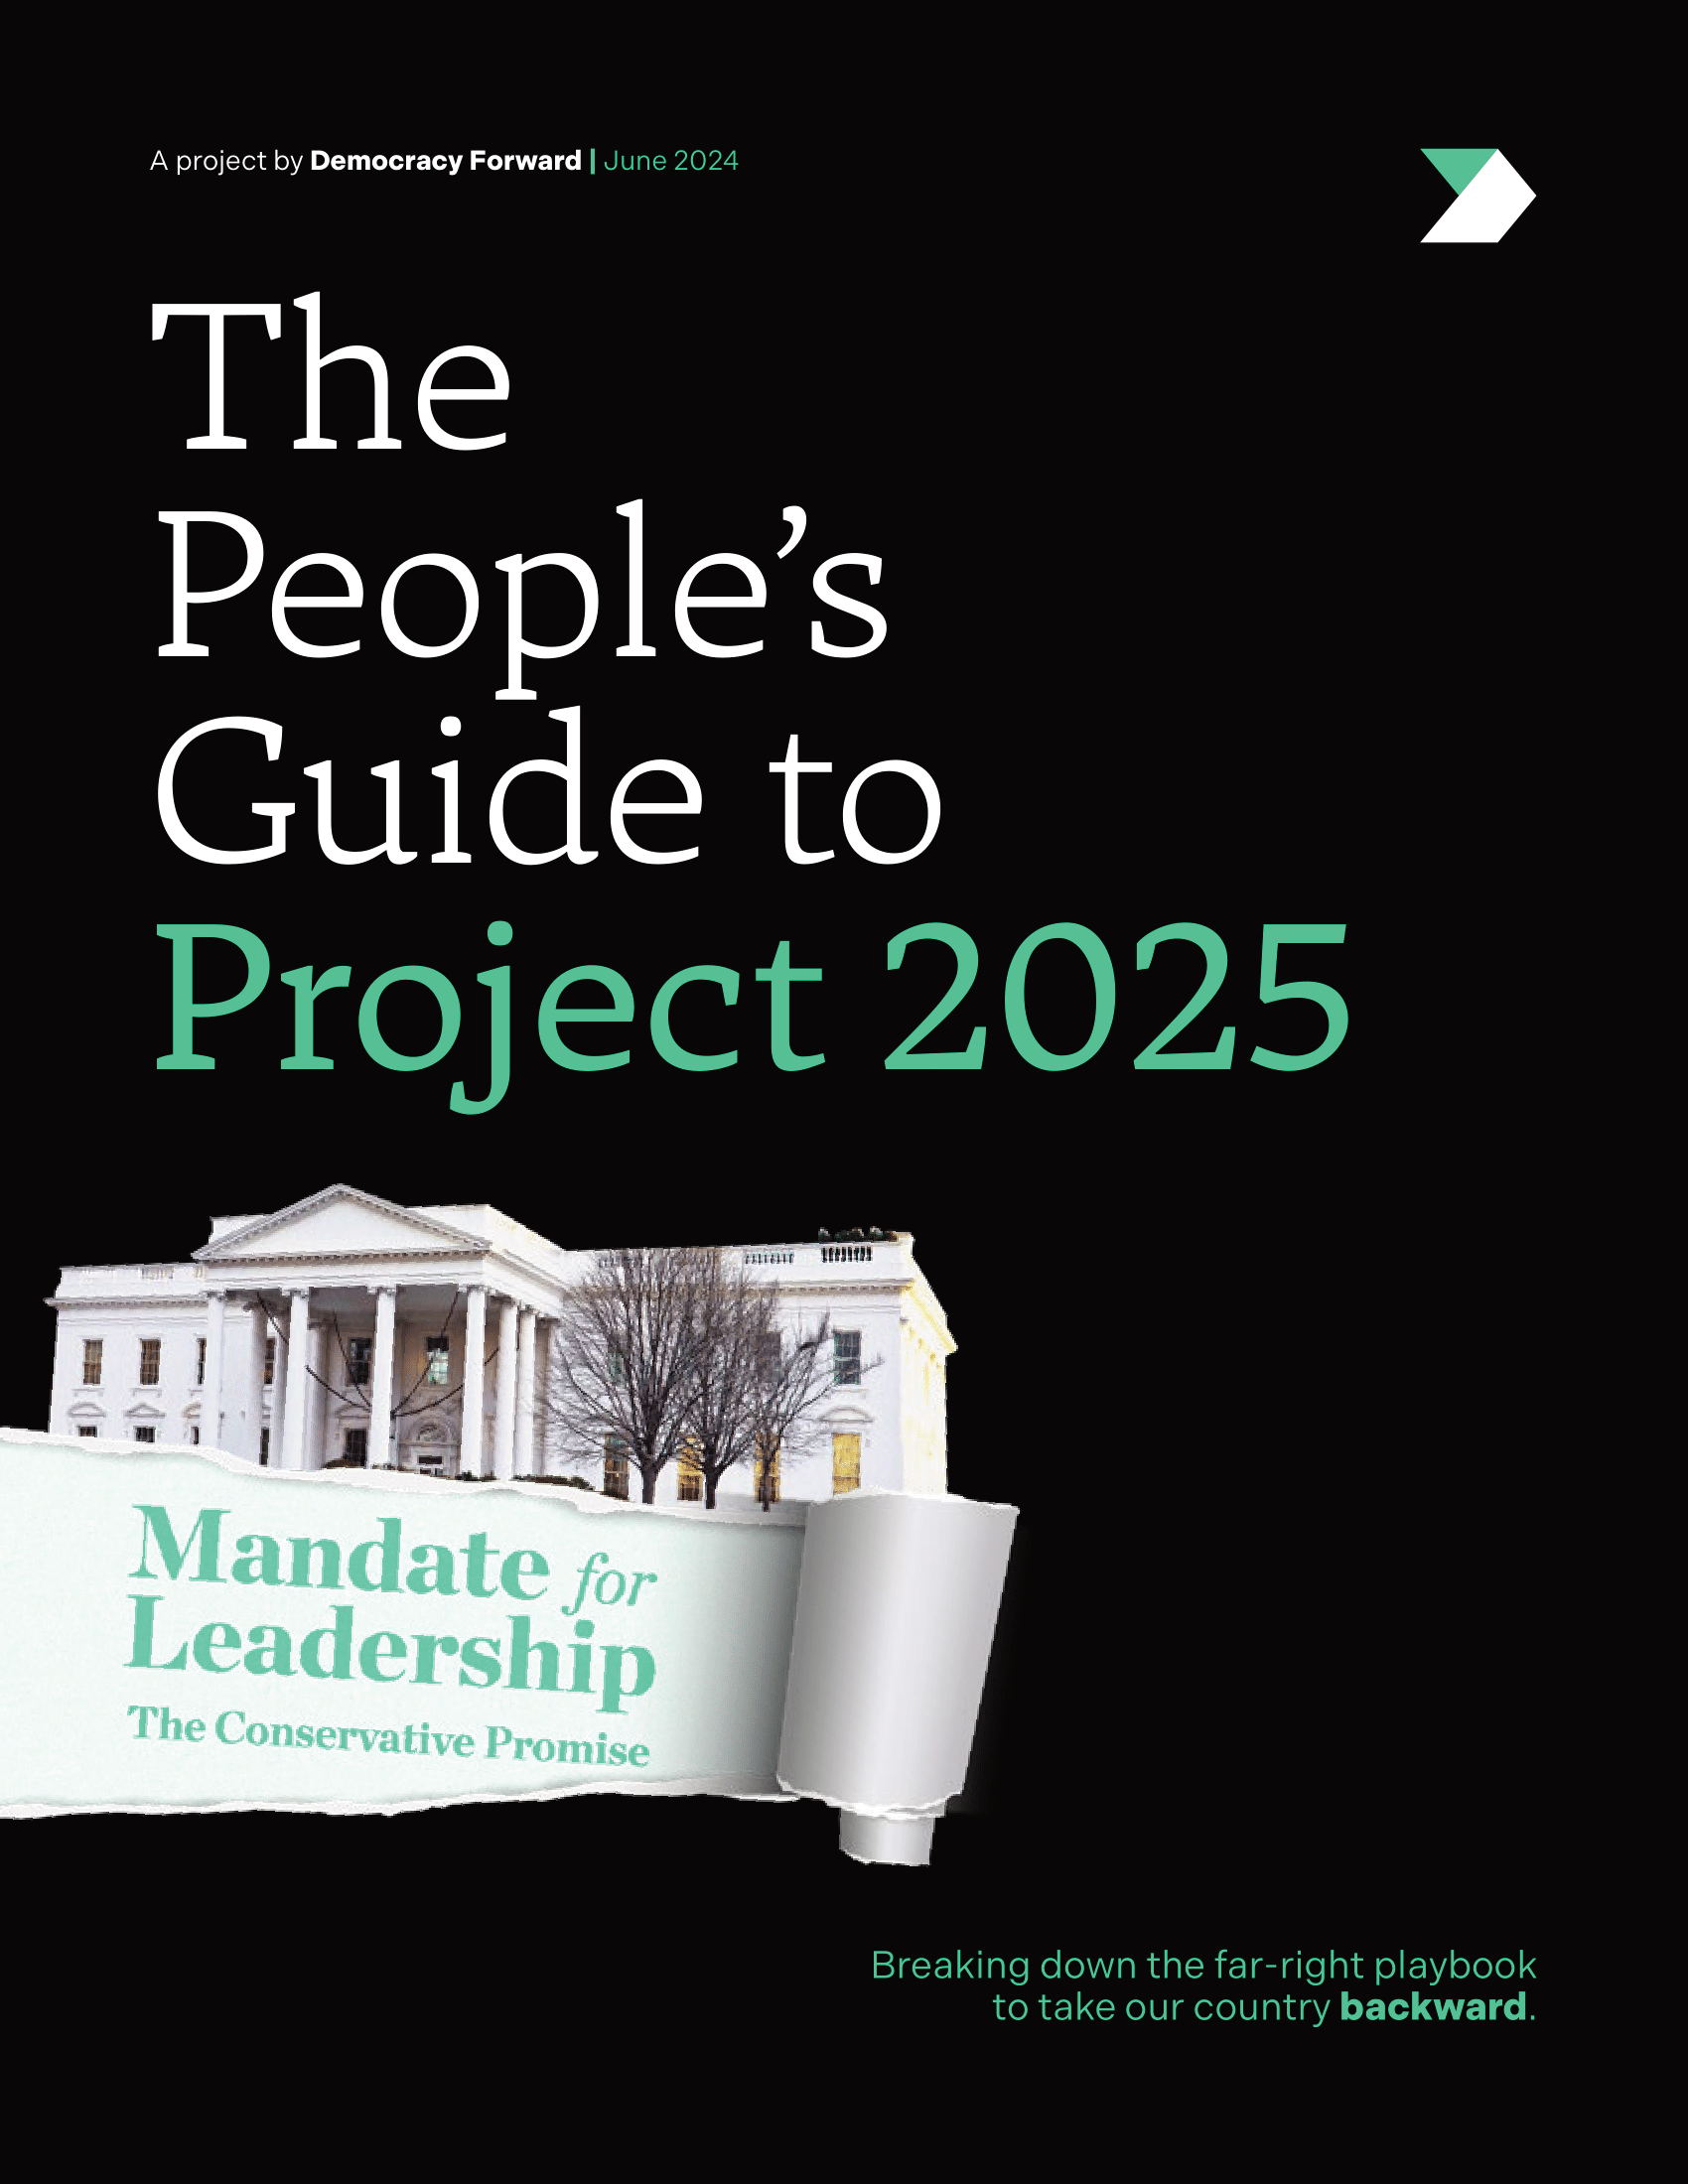 A project by Democracy Forward | June 2024
The
People’s
Guide to
Project 2025
Mandate for
Leadership
The Conservative Promise
Breaking down the far-right playbook
to take our country backward.